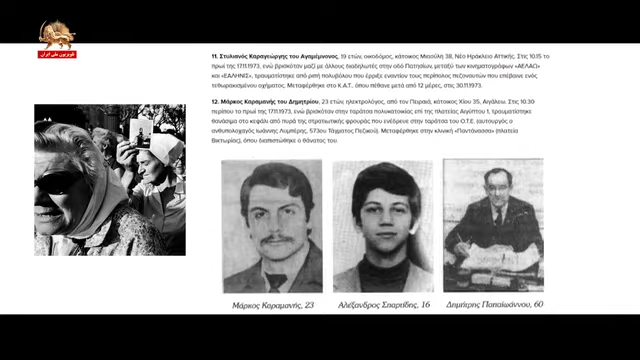 تلویزیون ملی ایران
11. Στυλιανός Καραγεώργης του Αγαμέμνονος, 19 ετών, οικοδόμος, κάτοικος Μιαούλη 38, Νέο Ηράκλειο Αττικής. Στις 10.15 το
πρωί της 17.11.1973, ενώ βρισκόταν μαζί με άλλους διαδηλωτές στην οδό Πατησίων, μεταξύ των κινηματογράφων «ΑΕΛΛΩ»
και «ΕΛΛΗΝΙΣ», τραυματίστηκε από ριπή πολυβόλου που έρριξε εναντίον τους περίπολος πεζοναυτών που επέβαινε ενός
τεθωρακισμένου οχήματος. Μεταφέρθηκε στο Κ.Α.Τ., όπου πέθανε μετά από 12 μέρες, στις 30.11.1973.
12. Μάρκος Καραμανής του Δημητρίου, 23 ετών, ηλεκτρολόγος, από τον Πειραιά, κάτοικος Χίου 35, Αιγάλεω. Στις 10.30
περίπου το πρωί της 17.11.1973, ενώ βρισκόταν στην ταράτσα πολυκατοικίας επί της πλατείας Αιγύπτου 1, τραυματίστηκε
θανάσιμα στο κεφάλι από πυρά της στρατιωτικής φρουράς που ενέδρευε στην ταράτσα του Ο.Τ.Ε. (αυτουργός ο
ανθυπολοχαγός Ιωάννης Λυμπέρης, 573ου Τάγματος Πεζικού). Μεταφέρθηκε στην κλινική «Παντάνασσα» (πλατεία
Βικτωρίας), όπου διαπιστώθηκε ο θάνατος του.
Μάρκος Καραμανής, 23
Αλέξανδρος Σπαρτίδης, 16
Δημήτρης Παπαϊωάννου, 60